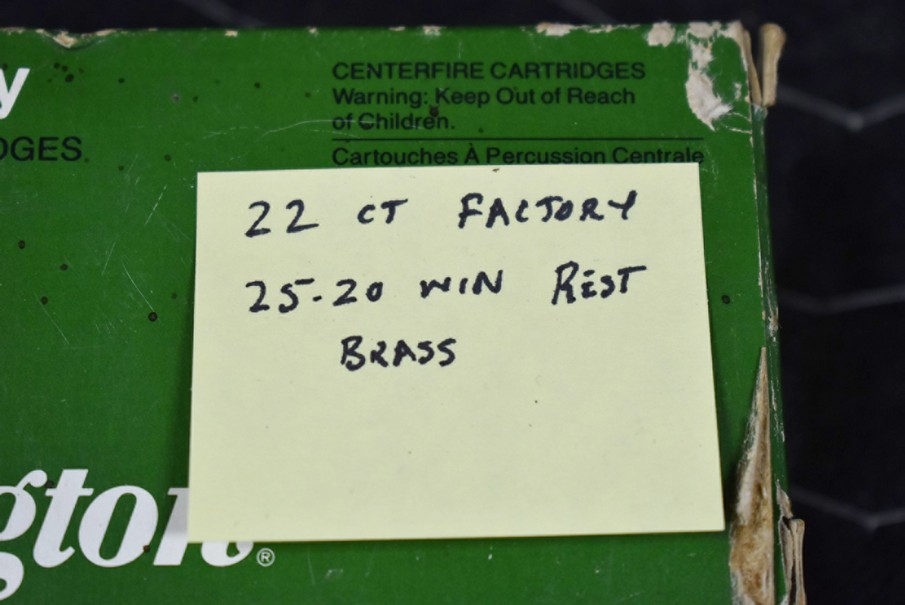 y
CENTERFIRE CARTRIDGES
Warning: Keep Out of Reach
of Children.
DGES
Cartouches À Percussion Centrale
22 CT FACTORY
25-20 WIN REST
BRASS
gton®